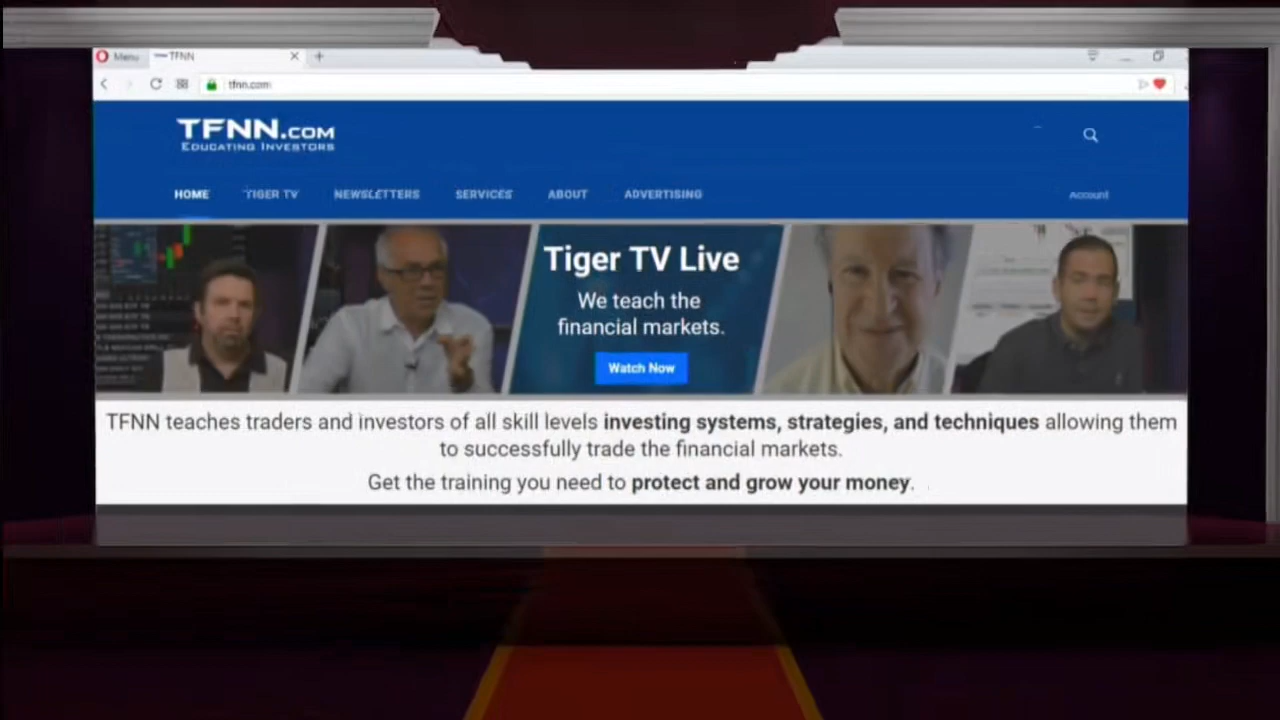 Menu
TFNN
tfnn.com
TFNN.COM
EDUCATING INVESTORS
HOME TIGER TV NEWSLETTERS SERVICES ABOUT ADVERTISING
Account
Tiger TV Live
We teach the
financial markets.
Watch Now
TFNN teaches traders and investors of all skill levels investing systems, strategies, and techniques allowing them
to successfully trade the financial markets.
Get the training you need to protect and grow your money.